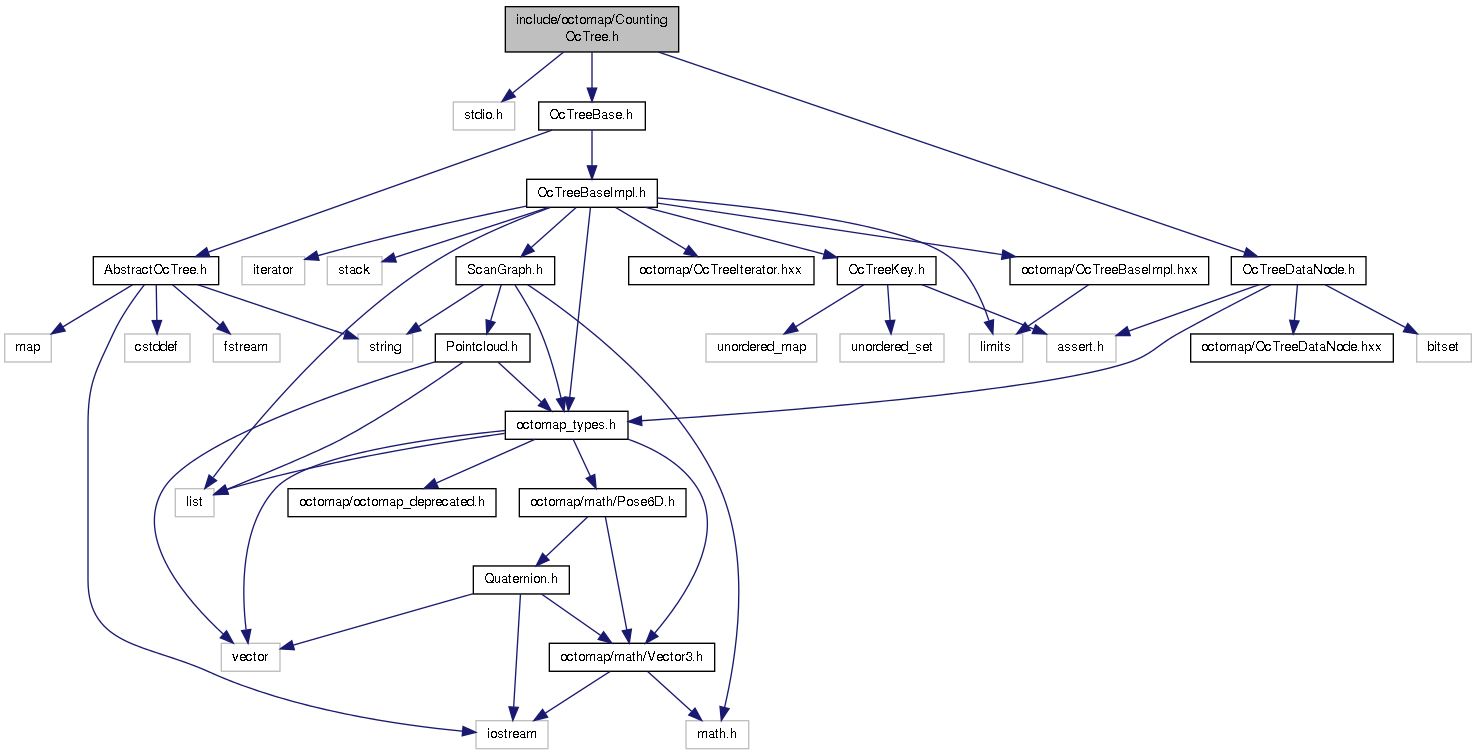 include/octomap/Counting
OcTree.h
stdio.h
OcTreeBase.h
OcTreeBaseImpl.h
AbstractOcTree.h
iterator
stack
ScanGraph.h
octomap/OcTreeIterator.hxx
OcTreeKey.h
octomap/OcTreeBaseImpl.hxx
OcTreeDataNode.h
map
cstddef
fstream
string
Pointcloud.h
unordered_map
unordered_set
limits
assert.h
octomap/OcTreeDataNode.hxx
bitset
octomap_types.h
list
octomap/octomap_deprecated.h
octomap/math/Pose6D.h
Quaternion.h
vector
octomap/math/Vector3.h
iostream
math.h